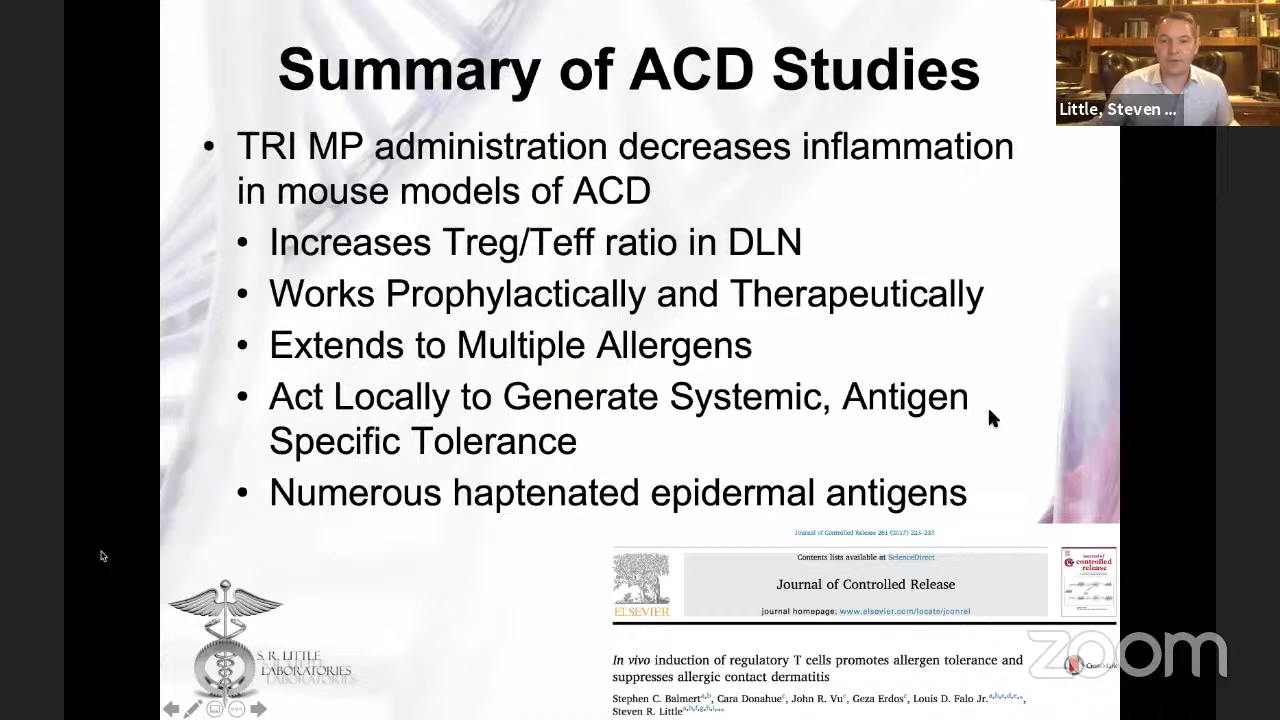 Summary of ACD Studies
Little, Steven ...
• TRI MP administration decreases inflammation
in mouse models of ACD
• Increases Treg/Teff ratio in DLN
• Works Prophylactically and Therapeutically
• Extends to Multiple Allergens
• Act Locally to Generate Systemic, Antigen
Specific Tolerance
• Numerous haptenated epidermal antigens
Journal of Controlled Release 261 (2017) 223–233
Contents lists available at ScienceDirect
Journal of Controlled Release
journal homepage: www.elsevier.com/locate/jconrel
ELSEVIER
journal of
controlled
release
In vivo induction of regulatory T cells promotes allergen tolerance and
suppresses allergic contact dermatitis
Stephen C. Balmert, Cara Donahue, John R. Vu, Geza Erdos, Louis D. Falo Jr.,
Steven R. Little
S. R. LITTLE
LABORATORIES
zoom